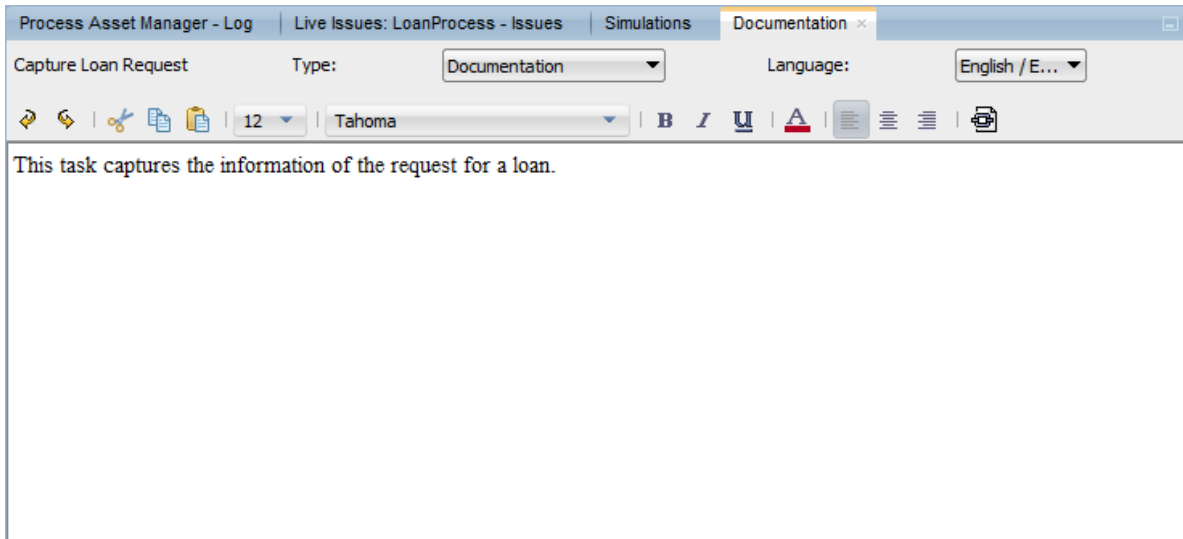 Process Asset Manager - Log Live Issues: LoanProcess - Issues Simulations Documentation
Capture Loan Request Type: Documentation Language: English / E...
12 Tahoma B I U A
This task captures the information of the request for a loan.